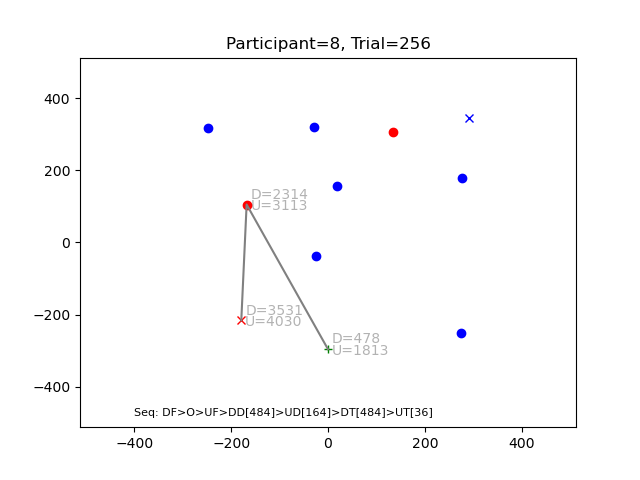 Participant=8, Trial=256
400
200
0
−200
−400
D=2314
U=3113
D=3531
U=4030
D=478
U=1813
Seq: DF>O>UF>DD[484]>UD[164]>DT[484]>UT[36]
−400 −200 0 200 400